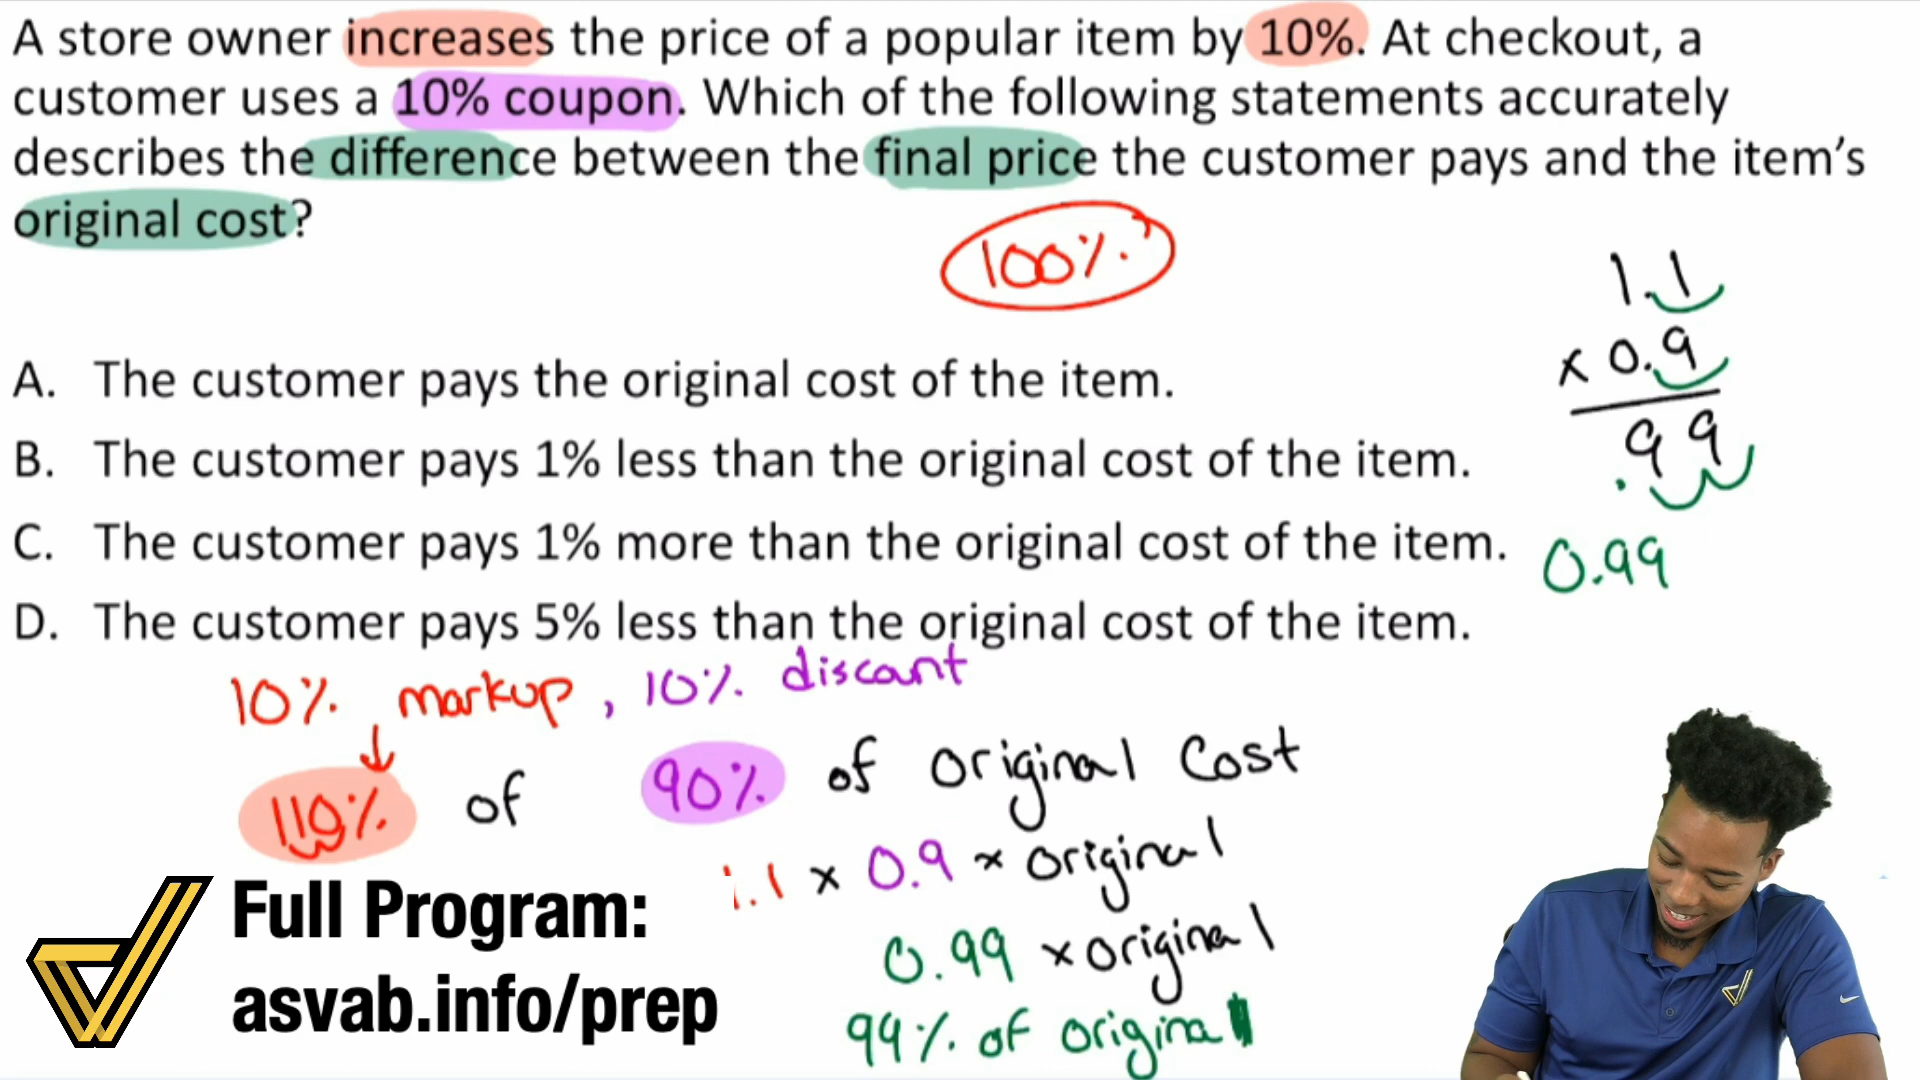 A store owner increases the price of a popular item by 10%. At checkout, a
customer uses a 10% coupon. Which of the following statements accurately
describes the difference between the final price the customer pays and the item’s
original cost?
100%
1.1
A. The customer pays the original cost of the item.
x 0.9
B. The customer pays 1% less than the original cost of the item.
.99
C. The customer pays 1% more than the original cost of the item.
0.99
D. The customer pays 5% less than the original cost of the item.
10% markup, 10% discount
110% of 90% of original cost
1.1 x 0.9 x original
0.99 x original
99% of original
Full Program:
asvab.info/prep